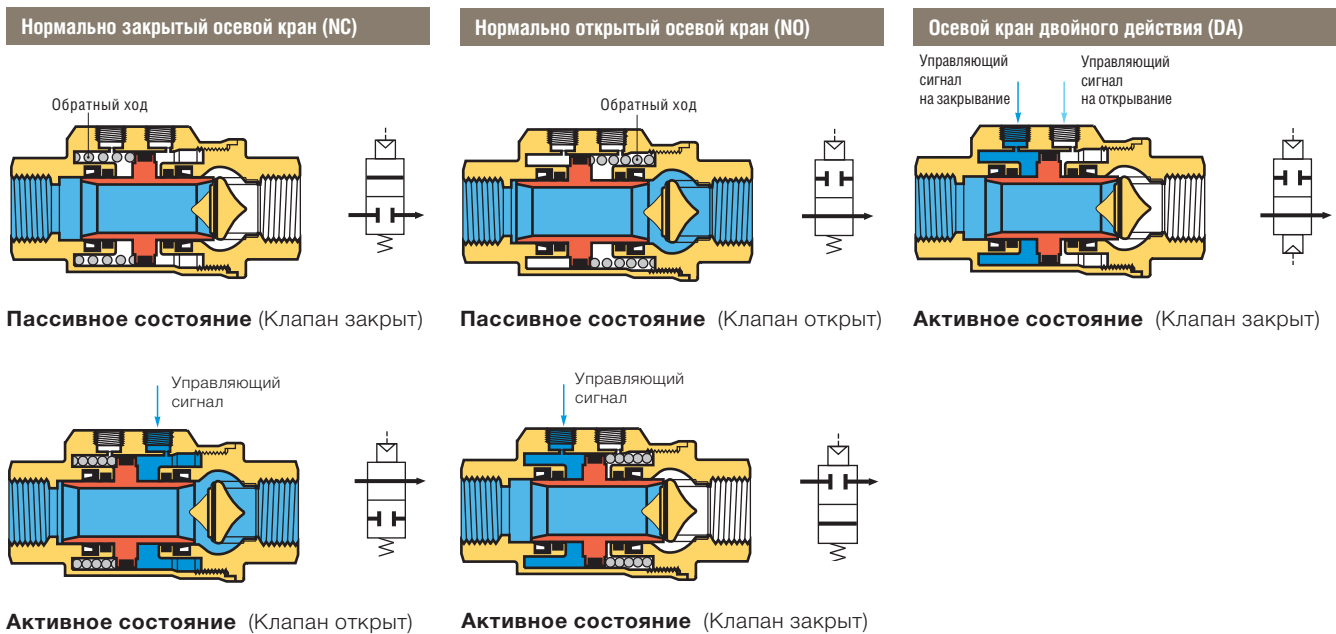 Нормально закрытый осевой кран (NC)
Нормально открытый осевой кран (NO)
Осевой кран двойного действия (DA)
Обратный ход
Обратный ход
Управляющий
сигнал
на закрывание
Управляющий
сигнал
на открывание
Пассивное состояние (Клапан закрыт)
Пассивное состояние (Клапан открыт)
Активное состояние (Клапан закрыт)
Управляющий
сигнал
Управляющий
сигнал
Активное состояние (Клапан открыт)
Активное состояние (Клапан закрыт)